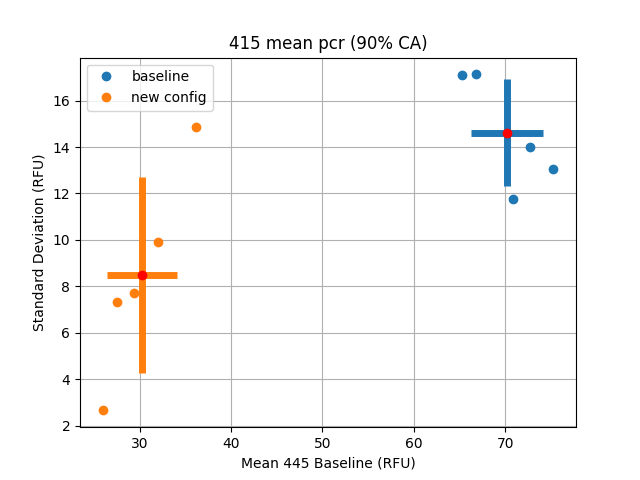 415 mean pcr (90% CA)
baseline
new config
Standard Deviation (RFU)
16
14
12
10
8
6
4
2
30 40 50 60 70
Mean 445 Baseline (RFU)